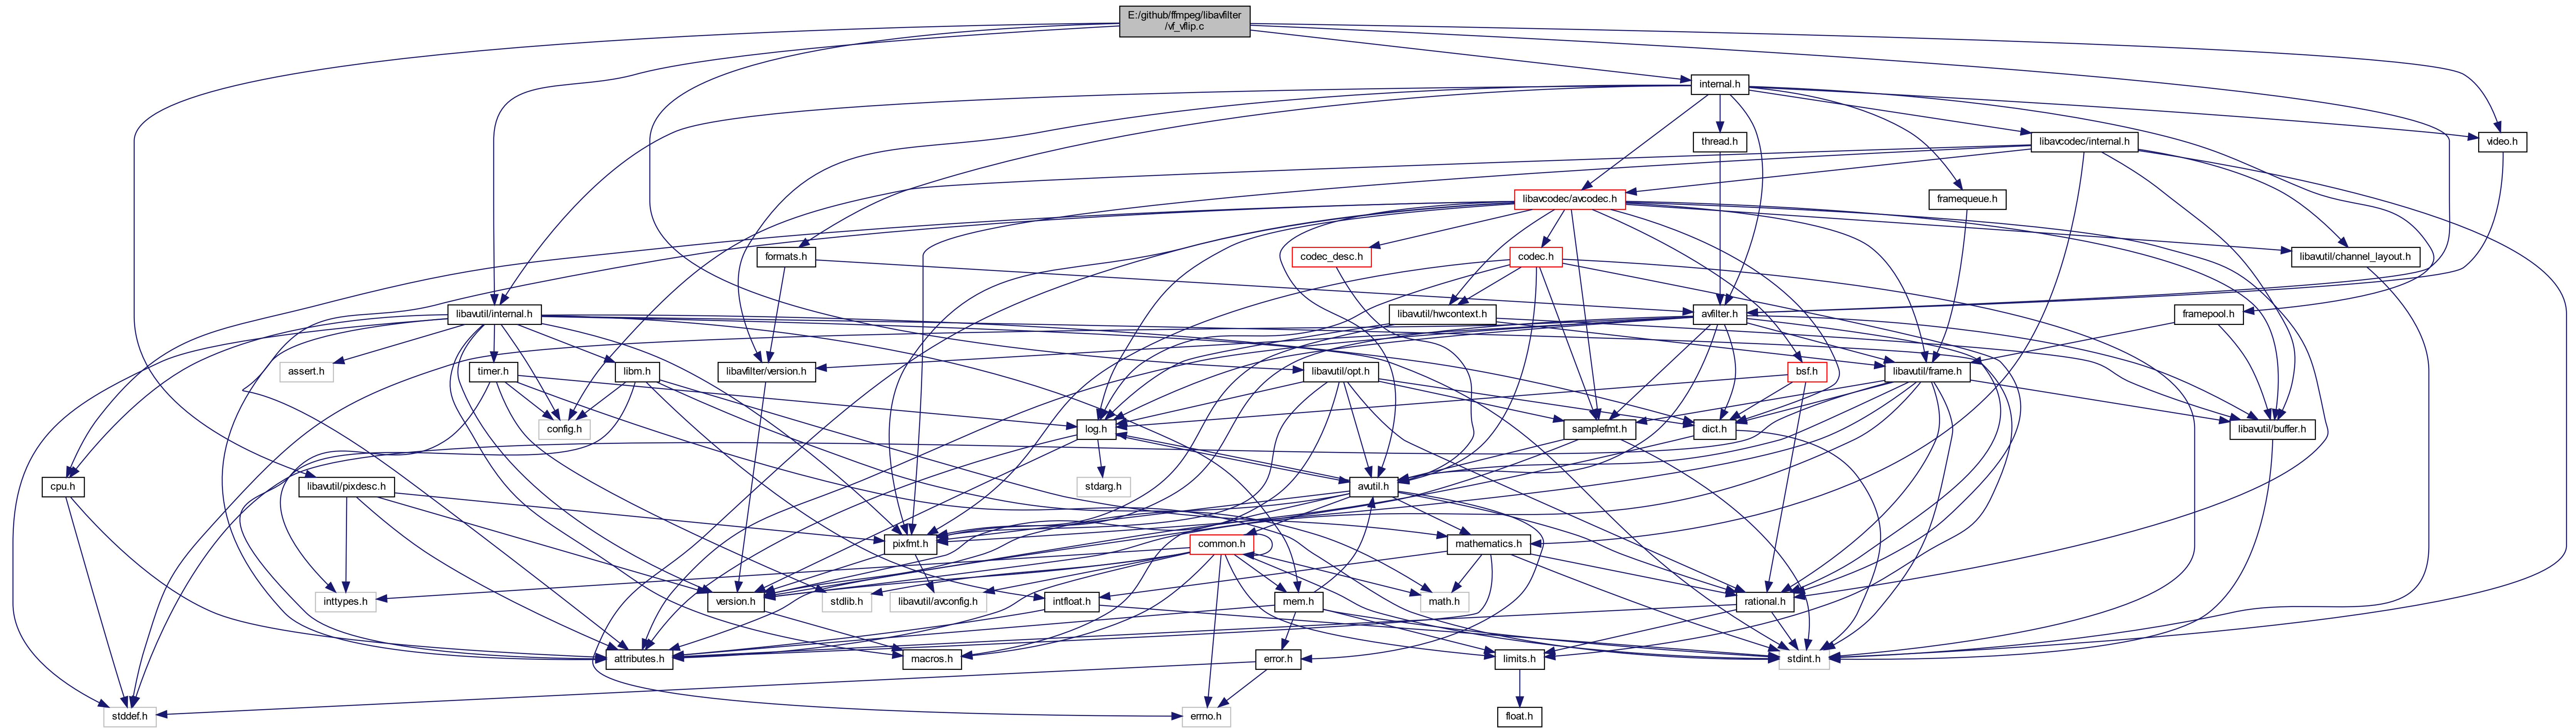 E:/github/ffmpeg/libavfilter
/vf_vflip.c
internal.h
thread.h
libavcodec/internal.h
video.h
libavcodec/avcodec.h
framequeue.h
formats.h
codec_desc.h
codec.h
libavutil/channel_layout.h
libavutil/internal.h
libavutil/hwcontext.h
avfilter.h
framepool.h
assert.h
timer.h
libm.h
libavfilter/version.h
libavutil/opt.h
bsf.h
libavutil/frame.h
config.h
log.h
samplefmt.h
dict.h
libavutil/buffer.h
cpu.h
libavutil/pixdesc.h
stdarg.h
avutil.h
pixfmt.h
common.h
mathematics.h
inttypes.h
version.h
stdlib.h
libavutil/avconfig.h
intfloat.h
mem.h
math.h
rational.h
attributes.h
macros.h
error.h
limits.h
stdint.h
stddef.h
errno.h
float.h